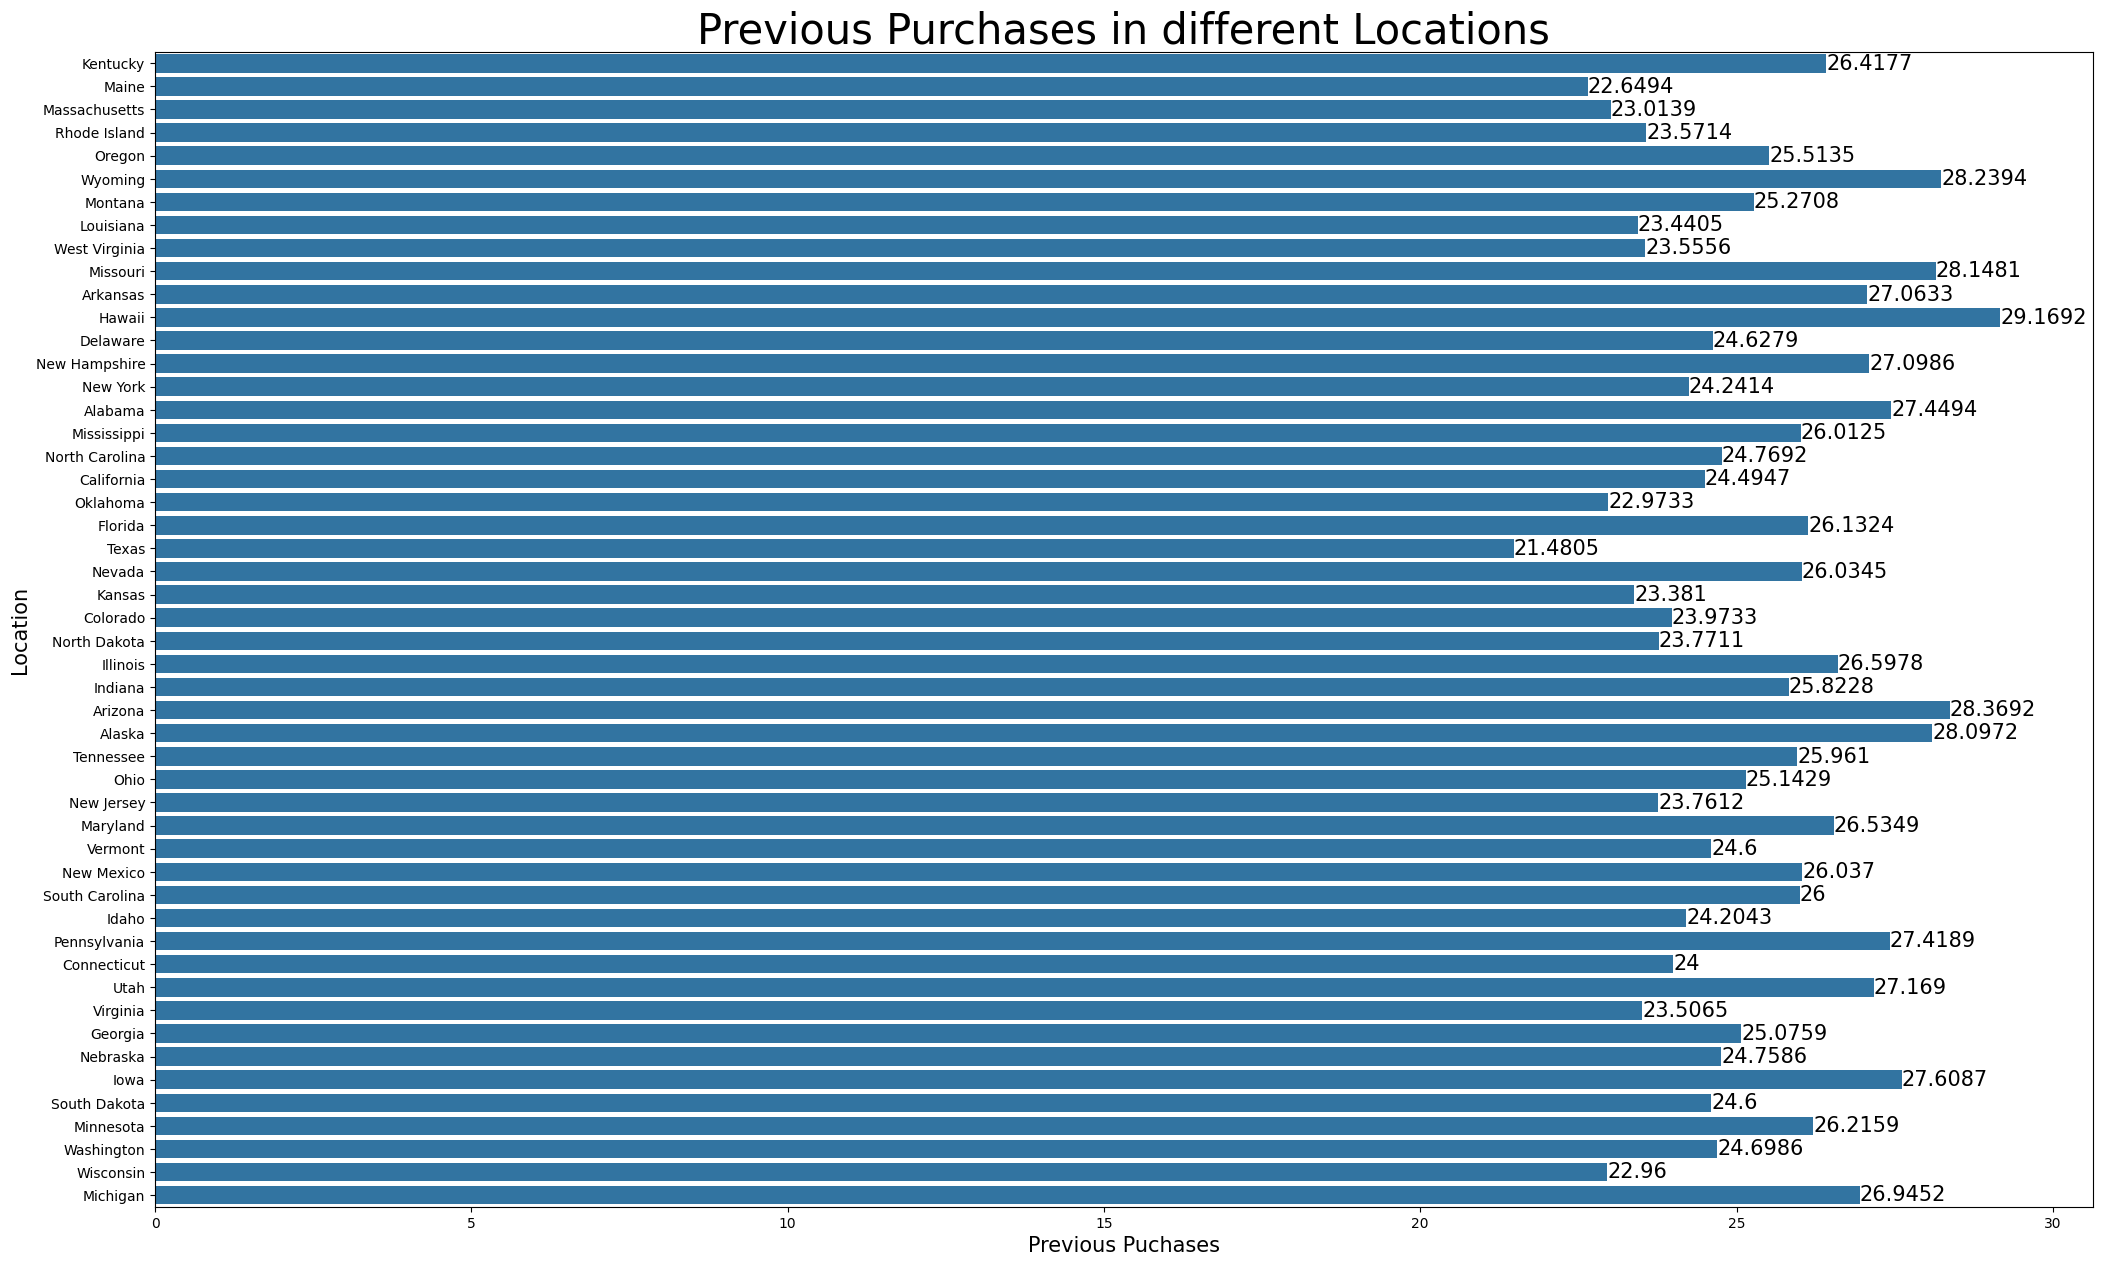 Previous Purchases in different Locations
Kentucky 26.4177
Maine 22.6494
Massachusetts 23.0139
Rhode Island 23.5714
Oregon 25.5135
Wyoming 28.2394
Montana 25.2708
Louisiana 23.4405
West Virginia 23.5556
Missouri 28.1481
Arkansas 27.0633
Hawaii 29.1692
Delaware 24.6279
New Hampshire 27.0986
New York 24.2414
Alabama 27.4494
Mississippi 26.0125
North Carolina 24.7692
California 24.4947
Oklahoma 22.9733
Florida 26.1324
Texas 21.4805
Nevada 26.0345
Kansas 23.381
Colorado 23.9733
North Dakota 23.7711
Illinois 26.5978
Indiana 25.8228
Arizona 28.3692
Alaska 28.0972
Tennessee 25.961
Ohio 25.1429
New Jersey 23.7612
Maryland 26.5349
Vermont 24.6
New Mexico 26.037
South Carolina 26
Idaho 24.2043
Pennsylvania 27.4189
Connecticut 24
Utah 27.169
Virginia 23.5065
Georgia 25.0759
Nebraska 24.7586
Iowa 27.6087
South Dakota 24.6
Minnesota 26.2159
Washington 24.6986
Wisconsin 22.96
Michigan 26.9452
Location
0 5 10 15 20 25 30
Previous Puchases